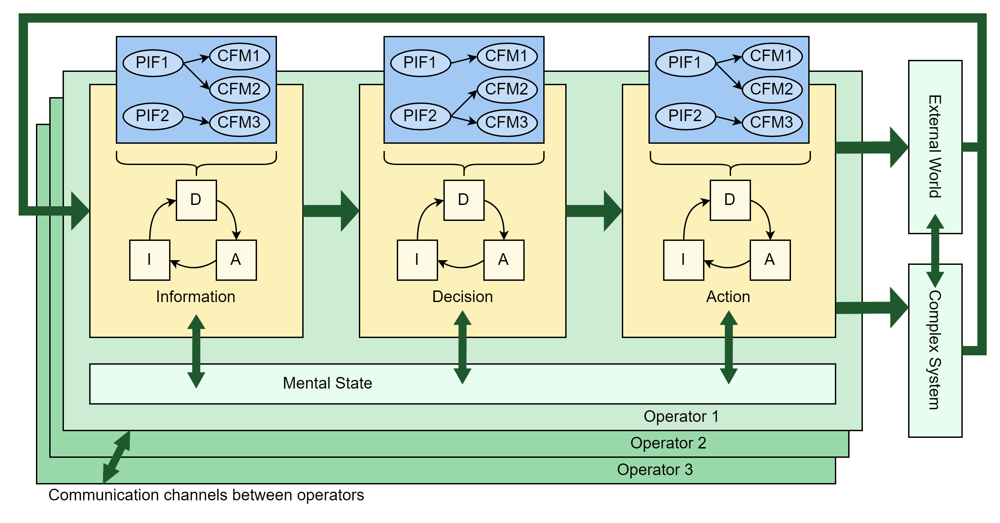 PIF1
CFM1
CFM2
PIF2
CFM3
D
I
A
Information
PIF1
CFM1
CFM2
PIF2
CFM3
D
I
A
Decision
PIF1
CFM1
CFM2
PIF2
CFM3
D
I
A
Action
External World
Complex System
Mental State
Operator 1
Operator 2
Operator 3
Communication channels between operators